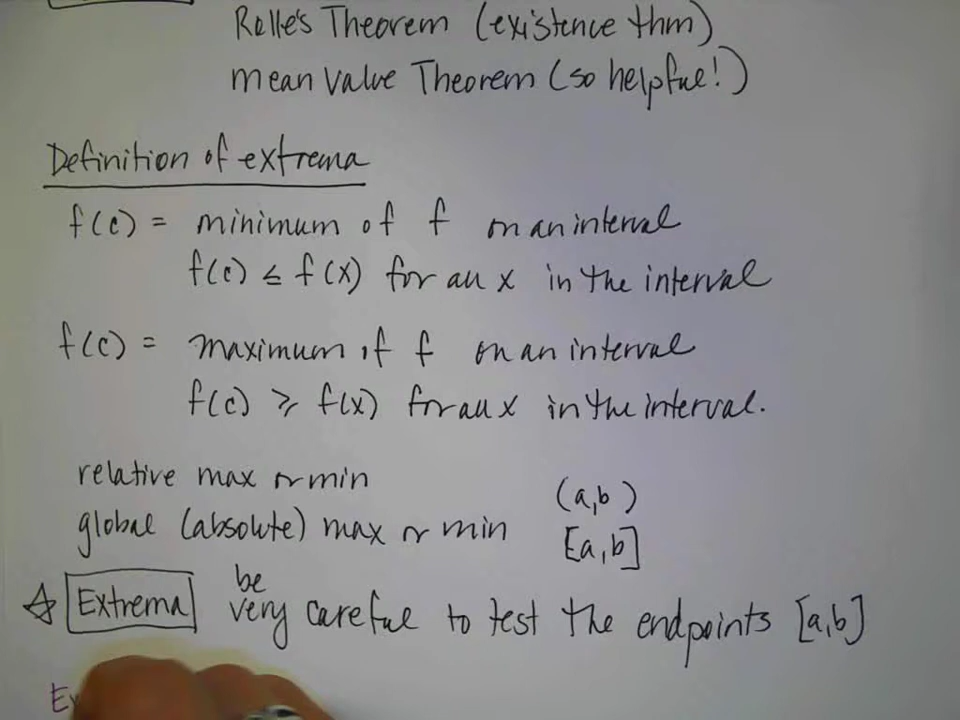 Rolle's Theorem (existence thm)
mean value Theorem (so helpful!)
Definition of extrema
f(c) = minimum of f on an interval
f(c) ≤ f(x) for all x in the interval
f(c) = maximum of f on an interval
f(c) ≥ f(x) for all x in the interval.
relative max or min (a,b)
global (absolute) max or min [a,b]
☆ Extrema be very careful to test the endpoints [a,b]